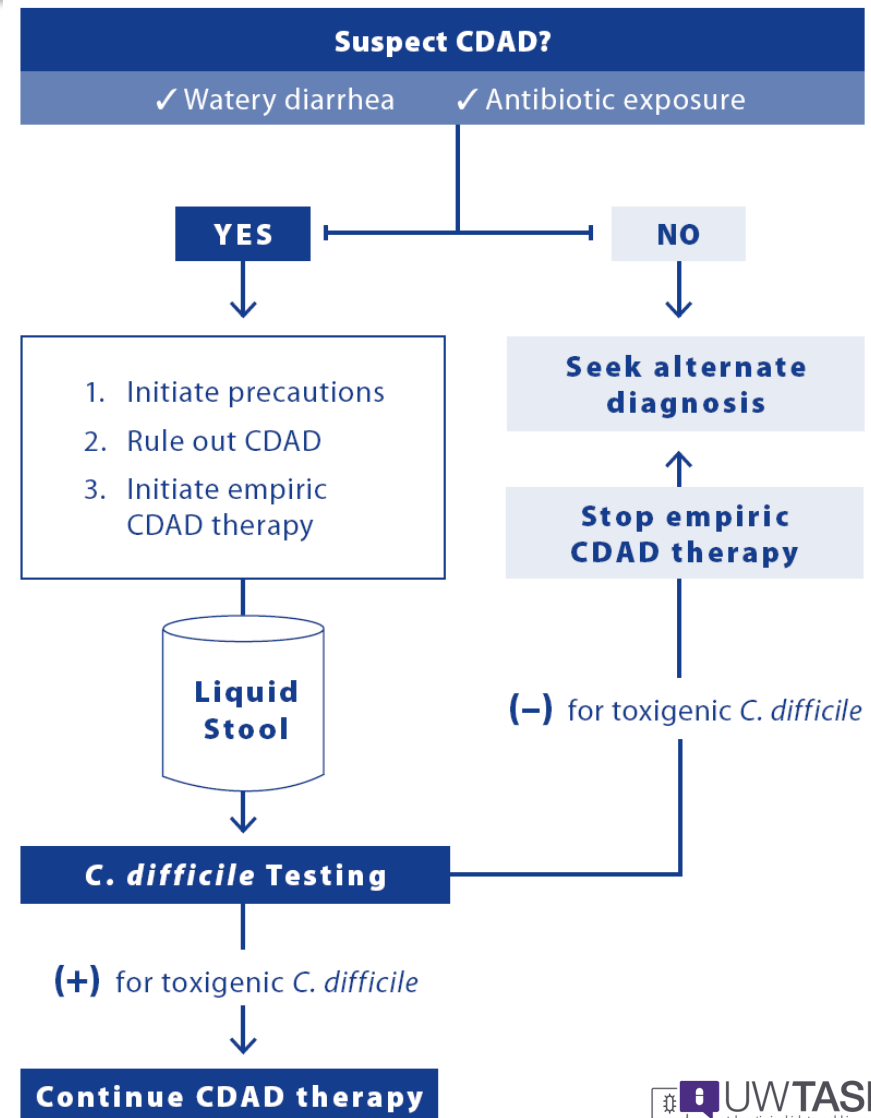 Suspect CDAD?
✓ Watery diarrhea ✓ Antibiotic exposure
YES
NO
1. Initiate precautions
2. Rule out CDAD
3. Initiate empiric
CDAD therapy
Seek alternate
diagnosis
Stop empiric
CDAD therapy
Liquid
Stool
(–) for toxigenic C. difficile
C. difficile Testing
(+) for toxigenic C. difficile
Continue CDAD therapy
UWTASP